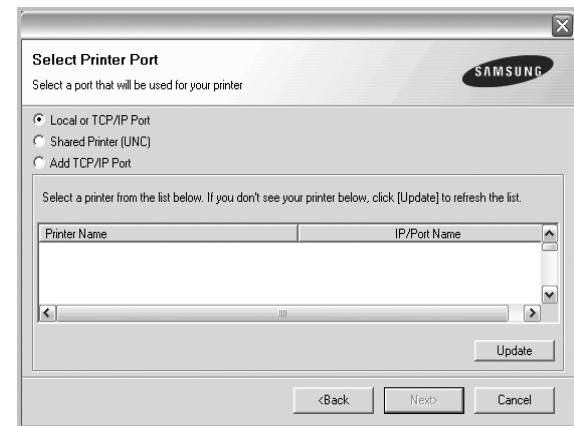 Select Printer Port
Select a port that will be used for your printer
SAMSUNG
Local or TCP/IP Port
Shared Printer (UNC)
Add TCP/IP Port
Select a printer from the list below. If you don't see your printer below, click [Update] to refresh the list.
Printer Name IP/Port Name
Update
<Back Next> Cancel